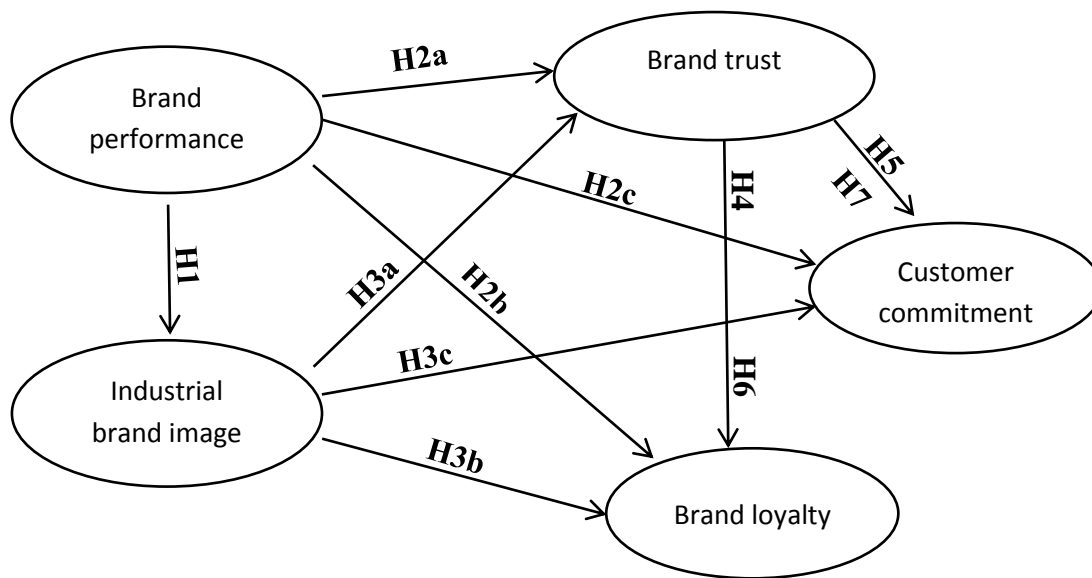 H2a
Brand trust
Brand
performance
H5
H7
H2c
H4
H1
H3a
H2b
Customer
commitment
H3c
H6
Industrial
brand image
H3b
Brand loyalty